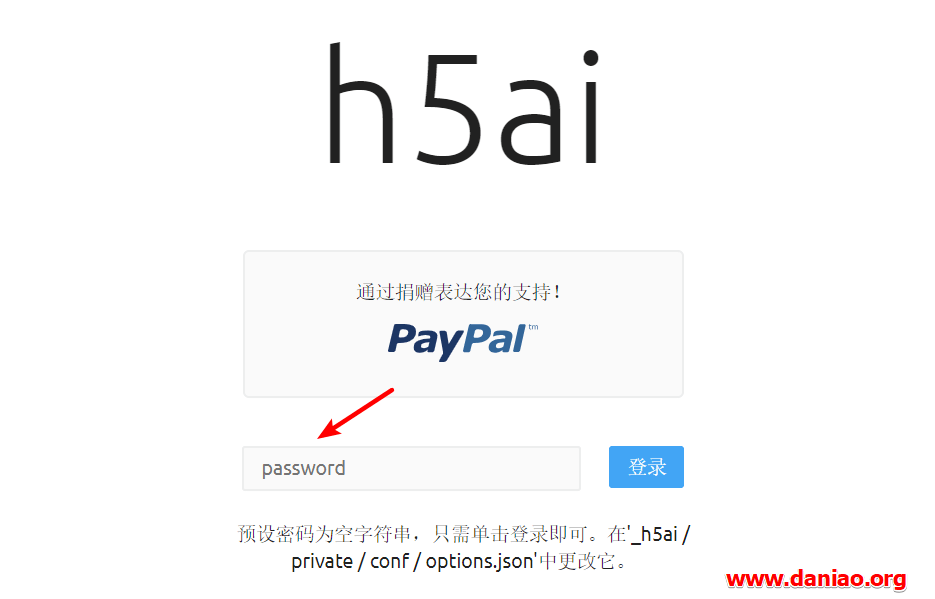 h5ai
通过捐赠表达您的支持！
PayPal™
password
登录
预设密码为空字符串，只需单击登录即可。在'_h5ai /
private / conf / options.json'中更改它。
www.daniao.org